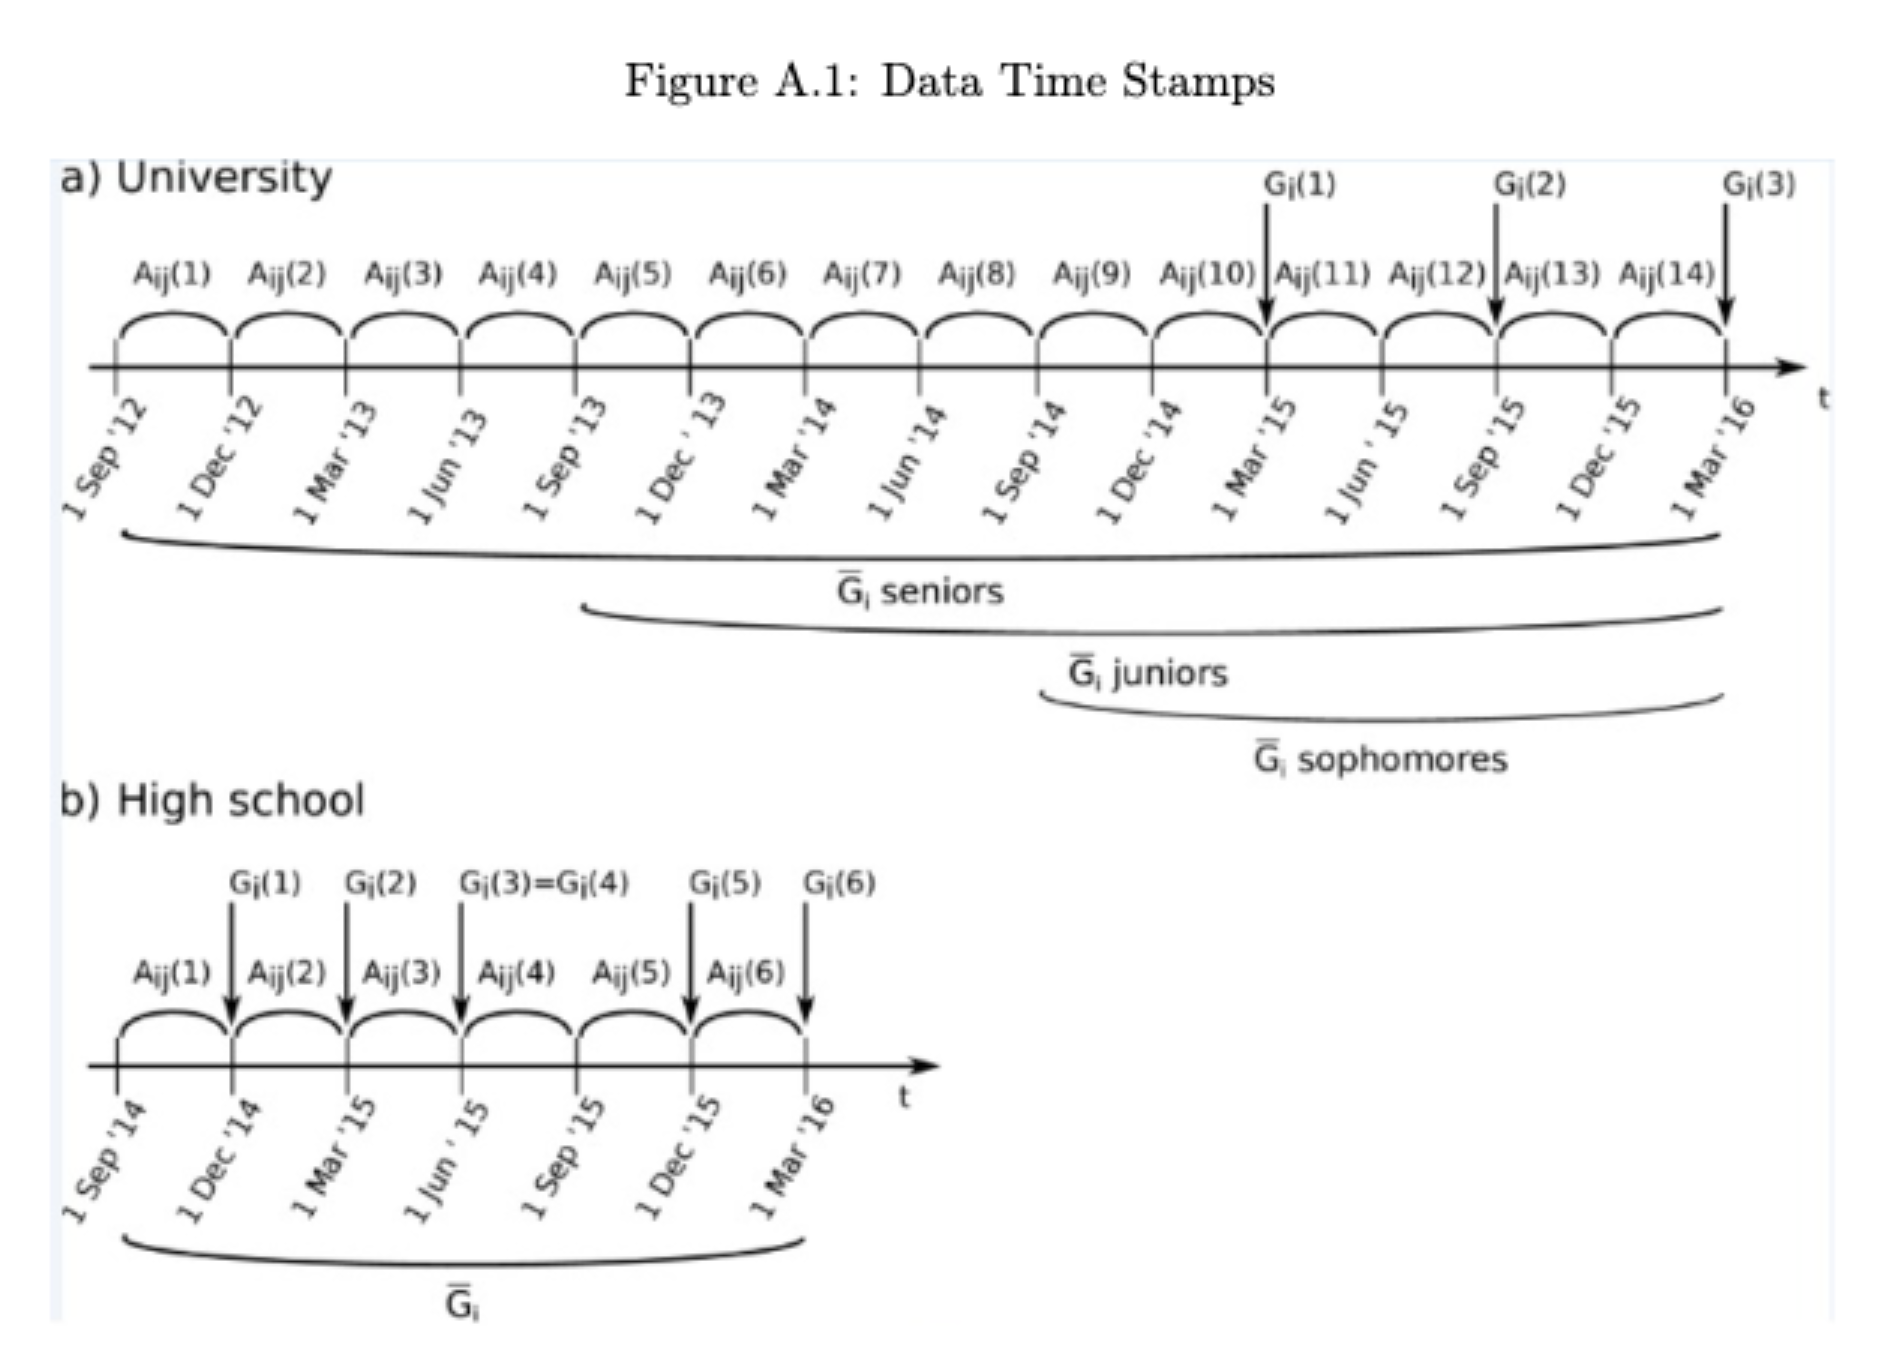 Figure A.1: Data Time Stamps
a) University
Gi(1) Gi(2) Gi(3)
Aij(1) Aij(2) Aij(3) Aij(4) Aij(5) Aij(6) Aij(7) Aij(8) Aij(9) Aij(10) Aij(11) Aij(12) Aij(13) Aij(14)
t
1 Sep '12 1 Dec '12 1 Mar '13 1 Jun '13 1 Sep '13 1 Dec ' 13 1 Mar '14 1 Jun '14 1 Sep '14 1 Dec '14 1 Mar '15 1 Jun ' 15 1 Sep '15 1 Dec '15 1 Mar '16
G̅i seniors
G̅i juniors
G̅i sophomores
b) High school
Gi(1) Gi(2) Gi(3)=Gi(4) Gi(5) Gi(6)
Aij(1) Aij(2) Aij(3) Aij(4) Aij(5) Aij(6)
t
1 Sep '14 1 Dec '14 1 Mar '15 1 Jun ' 15 1 Sep '15 1 Dec '15 1 Mar '16
G̅i